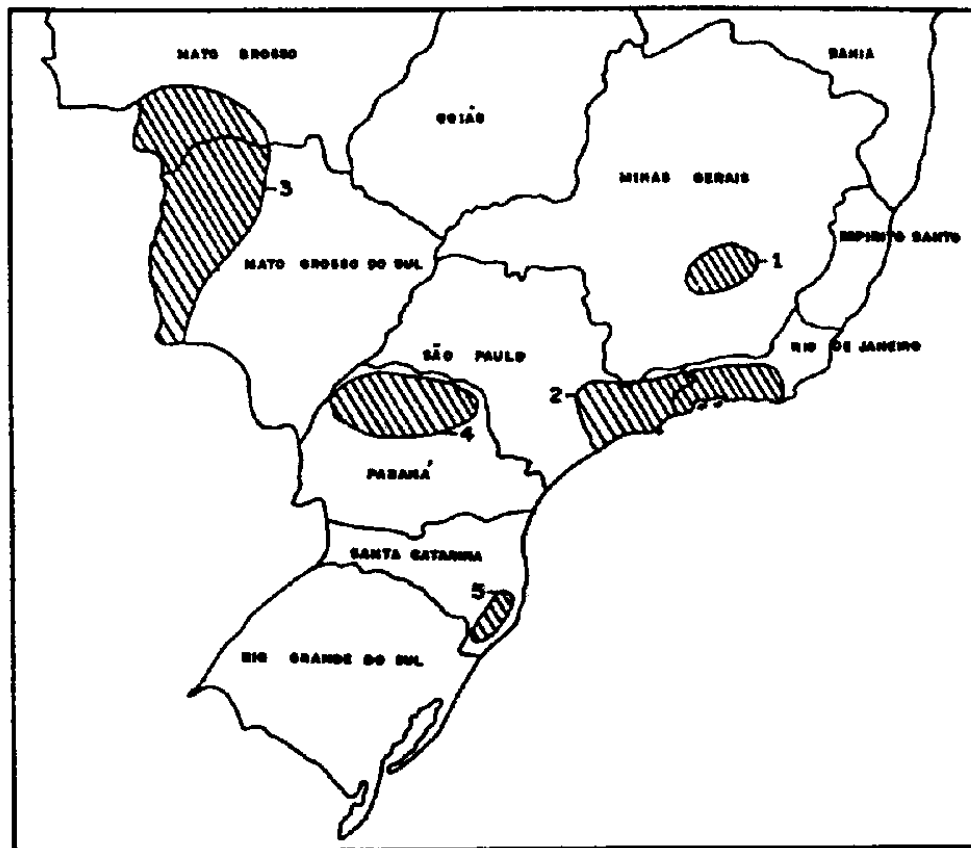 MATO GROSSO
BAHIA
GOIÁS
MINAS GERAIS
3
ESPIRITO SANTO
MATO GROSSO DO SUL
1
RIO DE JANEIRO
SÃO PAULO
2
4
PARANÁ
SANTA CATARINA
5
RIO GRANDE DO SUL